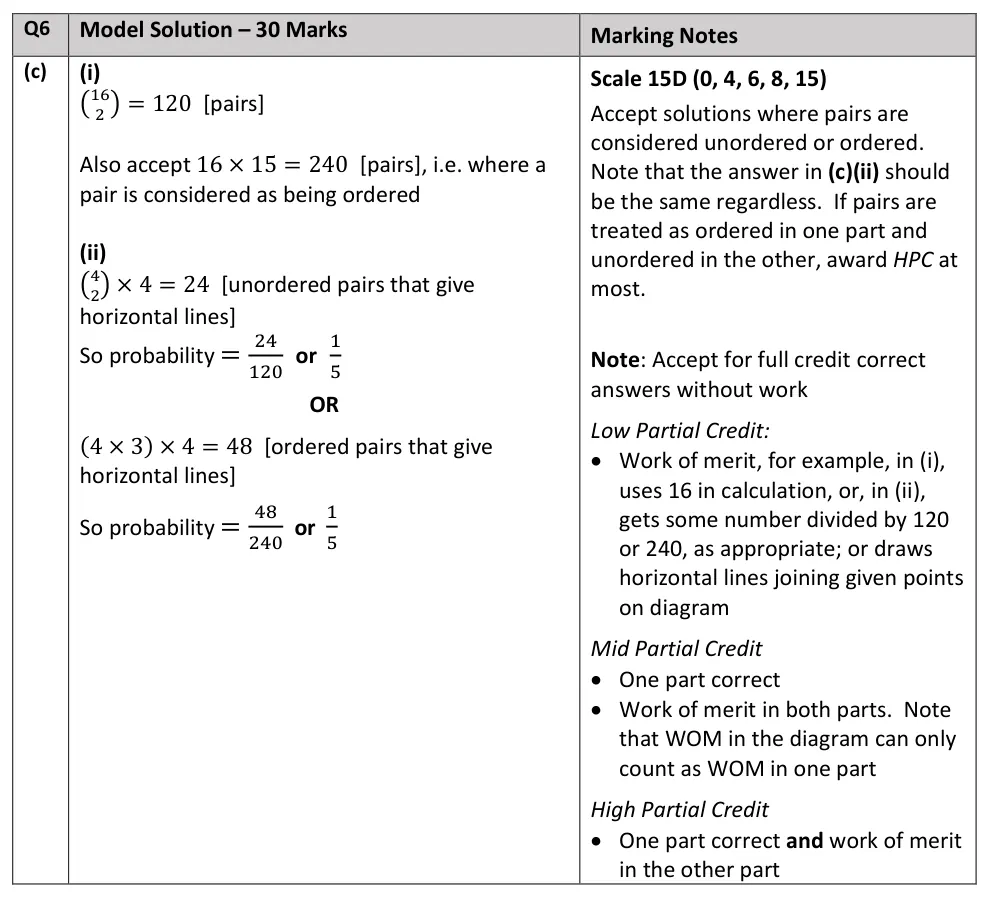 Q6
Model Solution – 30 Marks
Marking Notes
(c)
(i)
(16 2) = 120 [pairs]
Also accept 16 × 15 = 240 [pairs], i.e. where a
pair is considered as being ordered
(ii)
(4 2) × 4 = 24 [unordered pairs that give
horizontal lines]
So probability = 24/120 or 1/5
OR
(4 × 3) × 4 = 48 [ordered pairs that give
horizontal lines]
So probability = 48/240 or 1/5
Scale 15D (0, 4, 6, 8, 15)
Accept solutions where pairs are
considered unordered or ordered.
Note that the answer in (c)(ii) should
be the same regardless. If pairs are
treated as ordered in one part and
unordered in the other, award HPC at
most.
Note: Accept for full credit correct
answers without work
Low Partial Credit:
• Work of merit, for example, in (i),
uses 16 in calculation, or, in (ii),
gets some number divided by 120
or 240, as appropriate; or draws
horizontal lines joining given points
on diagram
Mid Partial Credit
• One part correct
• Work of merit in both parts. Note
that WOM in the diagram can only
count as WOM in one part
High Partial Credit
• One part correct and work of merit
in the other part